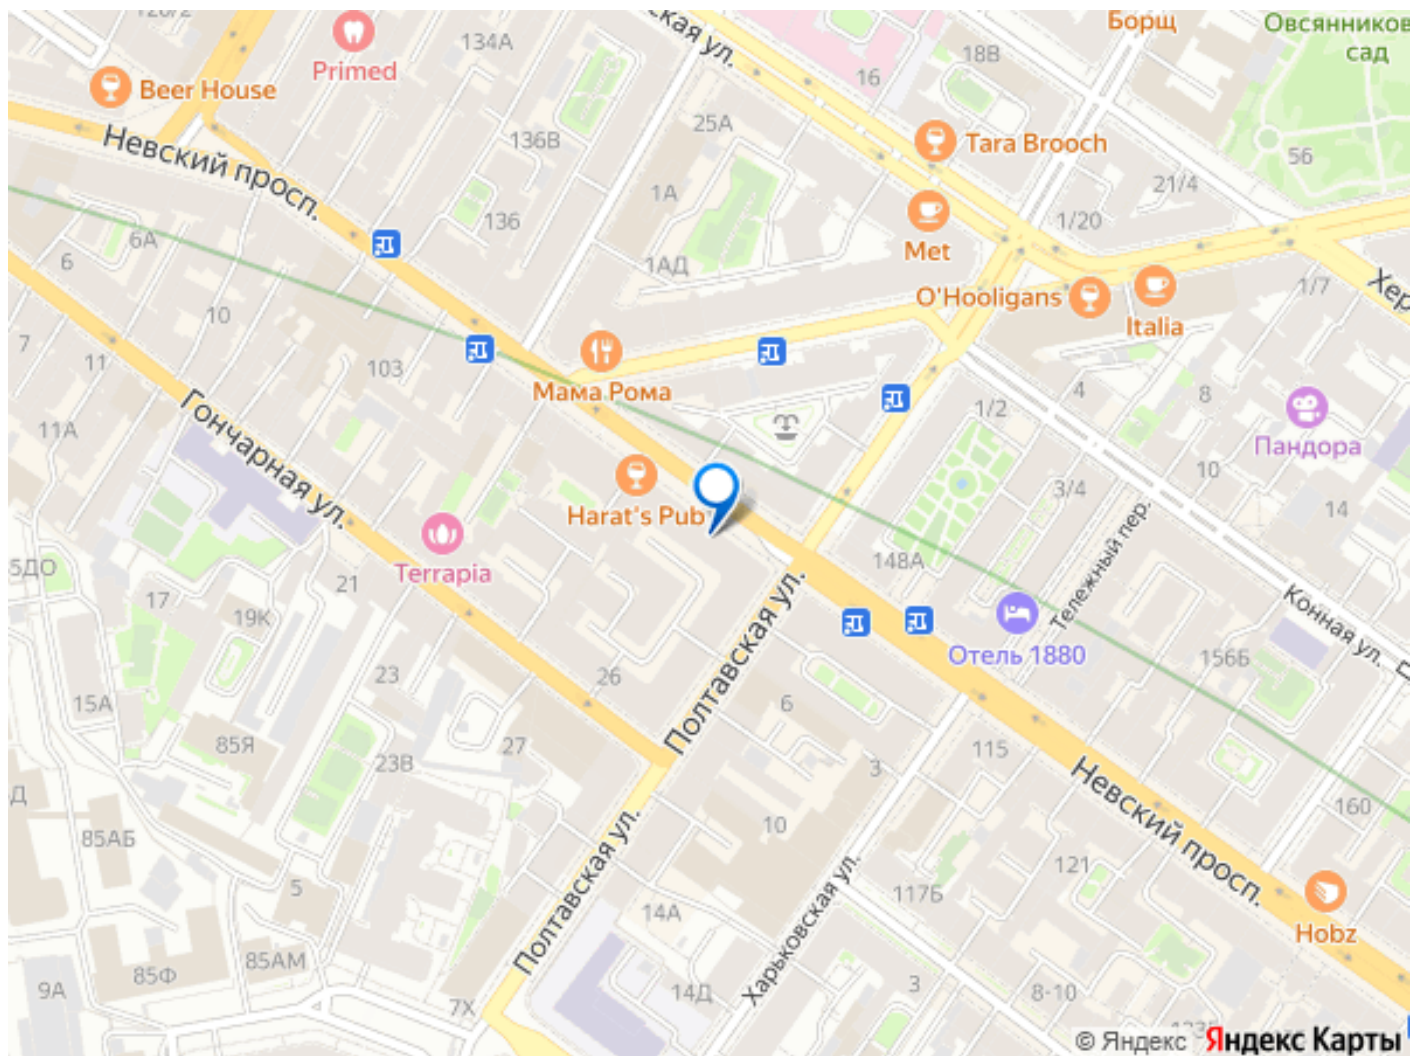 134А
Primed
Beer House
Невский просп.
136В
25А
16
18В
Борщ
Овсянников
сад
56
Tara Brooch
21/4
1/20
Met
1А
136
1АД
6А
6
10
7
11
103
Мама Рома
O'Hooligans
Italia
1/7
Хер
4
8
1/2
Пандора
10
14
3/4
11А
Гончарная ул.
Harat's Pub
Terrapia
148А
Тележный пер.
Конная ул.
5ДО
17
19К
21
23
26
Полтавская ул.
Отель 1880
156Б
15А
85Я
23В
27
6
3
115
Невский просп.
160
85АБ
5
10
121
117Б
Полтавская ул.
14А
Харьковская ул.
Hobz
85Ф
85АМ
9А
7Х
14Д
3
8-10
© Яндекс Яндекс Карты